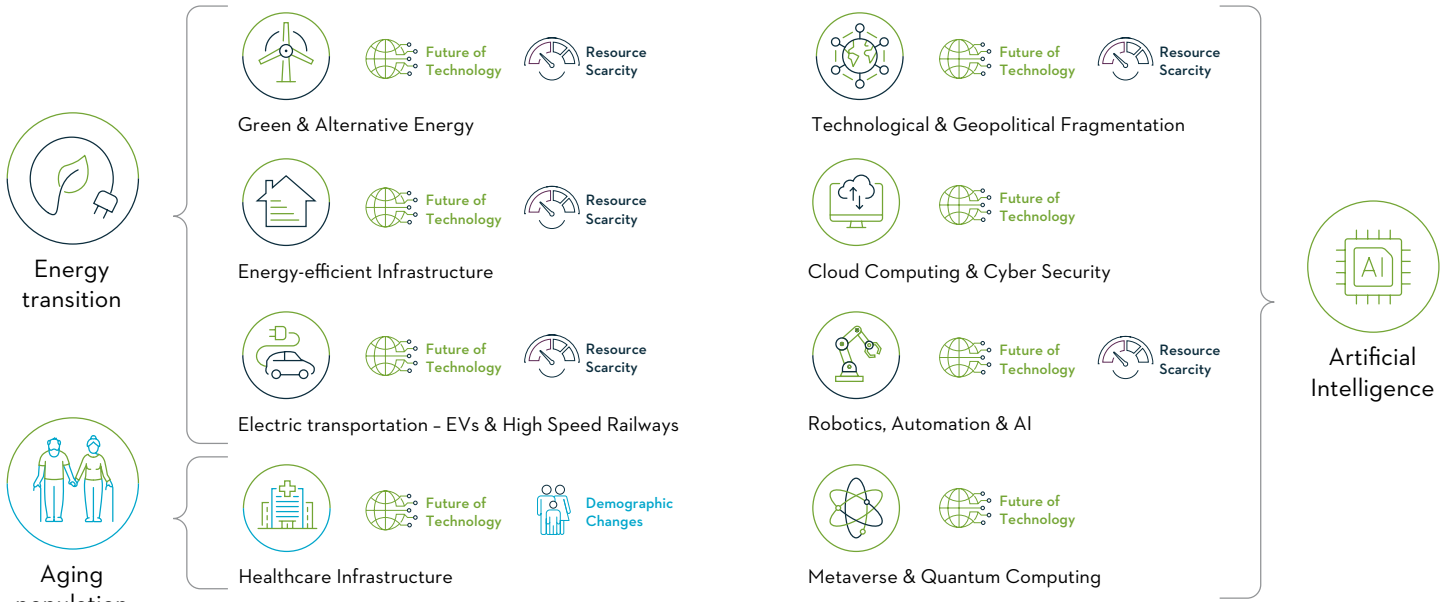 Energy
transition
Future of
Technology
Resource
Scarcity
Green & Alternative Energy
Future of
Technology
Resource
Scarcity
Energy-efficient Infrastructure
Future of
Technology
Resource
Scarcity
Electric transportation – EVs & High Speed Railways
Aging
population
Future of
Technology
Demographic
Changes
Healthcare Infrastructure
Future of
Technology
Resource
Scarcity
Technological & Geopolitical Fragmentation
Future of
Technology
Cloud Computing & Cyber Security
Future of
Technology
Resource
Scarcity
Robotics, Automation & AI
Future of
Technology
Metaverse & Quantum Computing
AI
Artificial
Intelligence